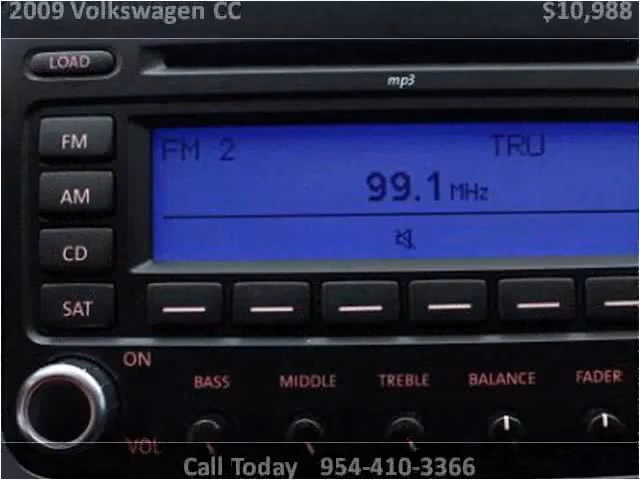 2009 Volkswagen CC $10,988
LOAD
mp3
FM
FM 2 TRU
99.1 MHz
AM
CD
SAT
ON
BASS MIDDLE TREBLE BALANCE FADER
VOL
Call Today 954-410-3366